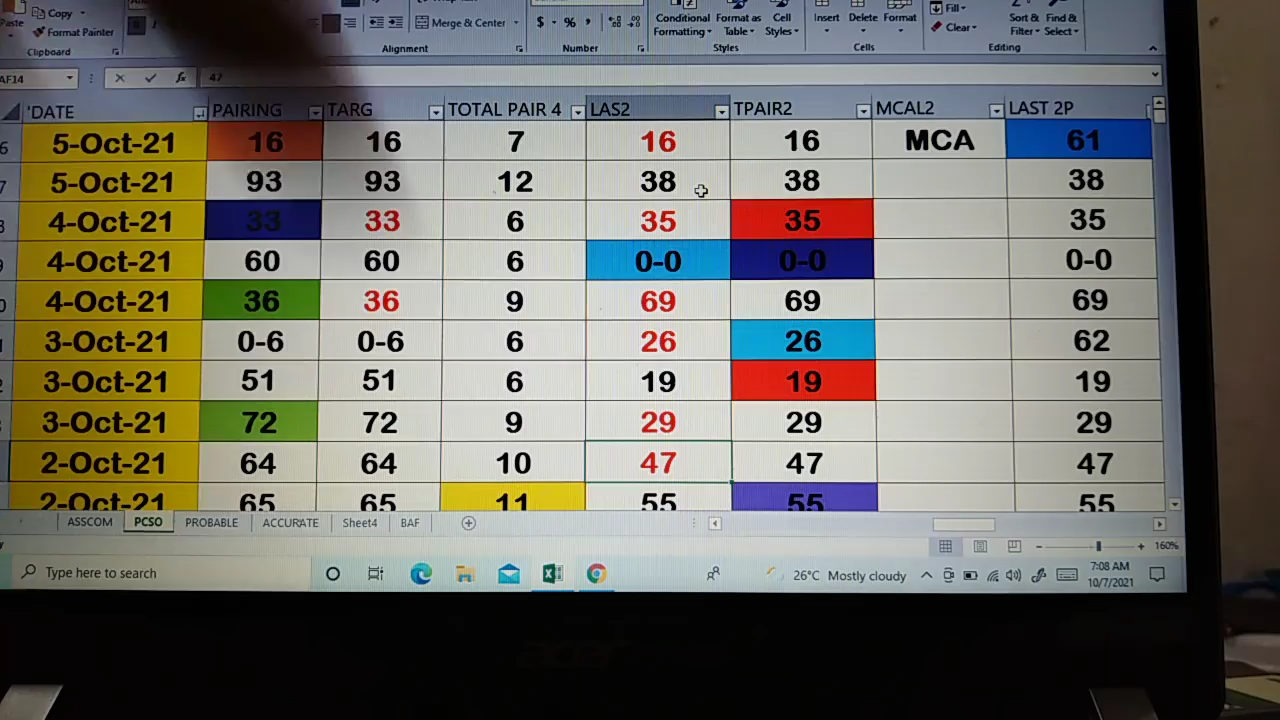 Copy
Paste
Format Painter
Merge & Center
$ % ,
Conditional Formatting
Format as Table
Cell Styles
Insert
Delete
Format
Fill
Clear
Sort & Filter
Find & Select
Clipboard
Alignment
Number
Styles
Cells
Editing
AF14 fx 47
'DATE PAIRING TARG TOTAL PAIR 4 LAS2 TPAIR2 MCAL2 LAST 2P
5-Oct-21 16 16 7 16 16 MCA 61
5-Oct-21 93 93 12 38 38 38
4-Oct-21 33 33 6 35 35 35
4-Oct-21 60 60 6 0-0 0-0 0-0
4-Oct-21 36 36 9 69 69 69
3-Oct-21 0-6 0-6 6 26 26 62
3-Oct-21 51 51 6 19 19 19
3-Oct-21 72 72 9 29 29 29
2-Oct-21 64 64 10 47 47 47
2-Oct-21 65 65 11 55 55 55
ASSCOM PCSO PROBABLE ACCURATE Sheet4 BAF
160%
Type here to search
26°C Mostly cloudy
7:08 AM
10/7/2021
acer